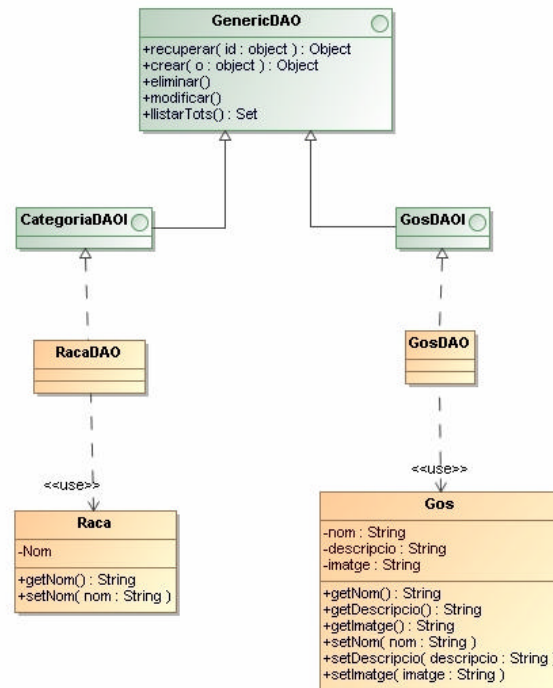 GenericDAO
+recuperar( id : object ) : Object
+crear( o : object ) : Object
+eliminar()
+modificar()
+llistarTots() : Set
CategoriaDAOI
GosDAOI
RacaDAO
GosDAO
<<use>>
<<use>>
Raca
-Nom
+getNom() : String
+setNom( nom : String )
Gos
-nom : String
-descripcio : String
-imatge : String
+getNom() : String
+getDescripcio() : String
+getImatge() : String
+setNom( nom : String )
+setDescripcio( descripcio : String )
+setImatge( imatge : String )